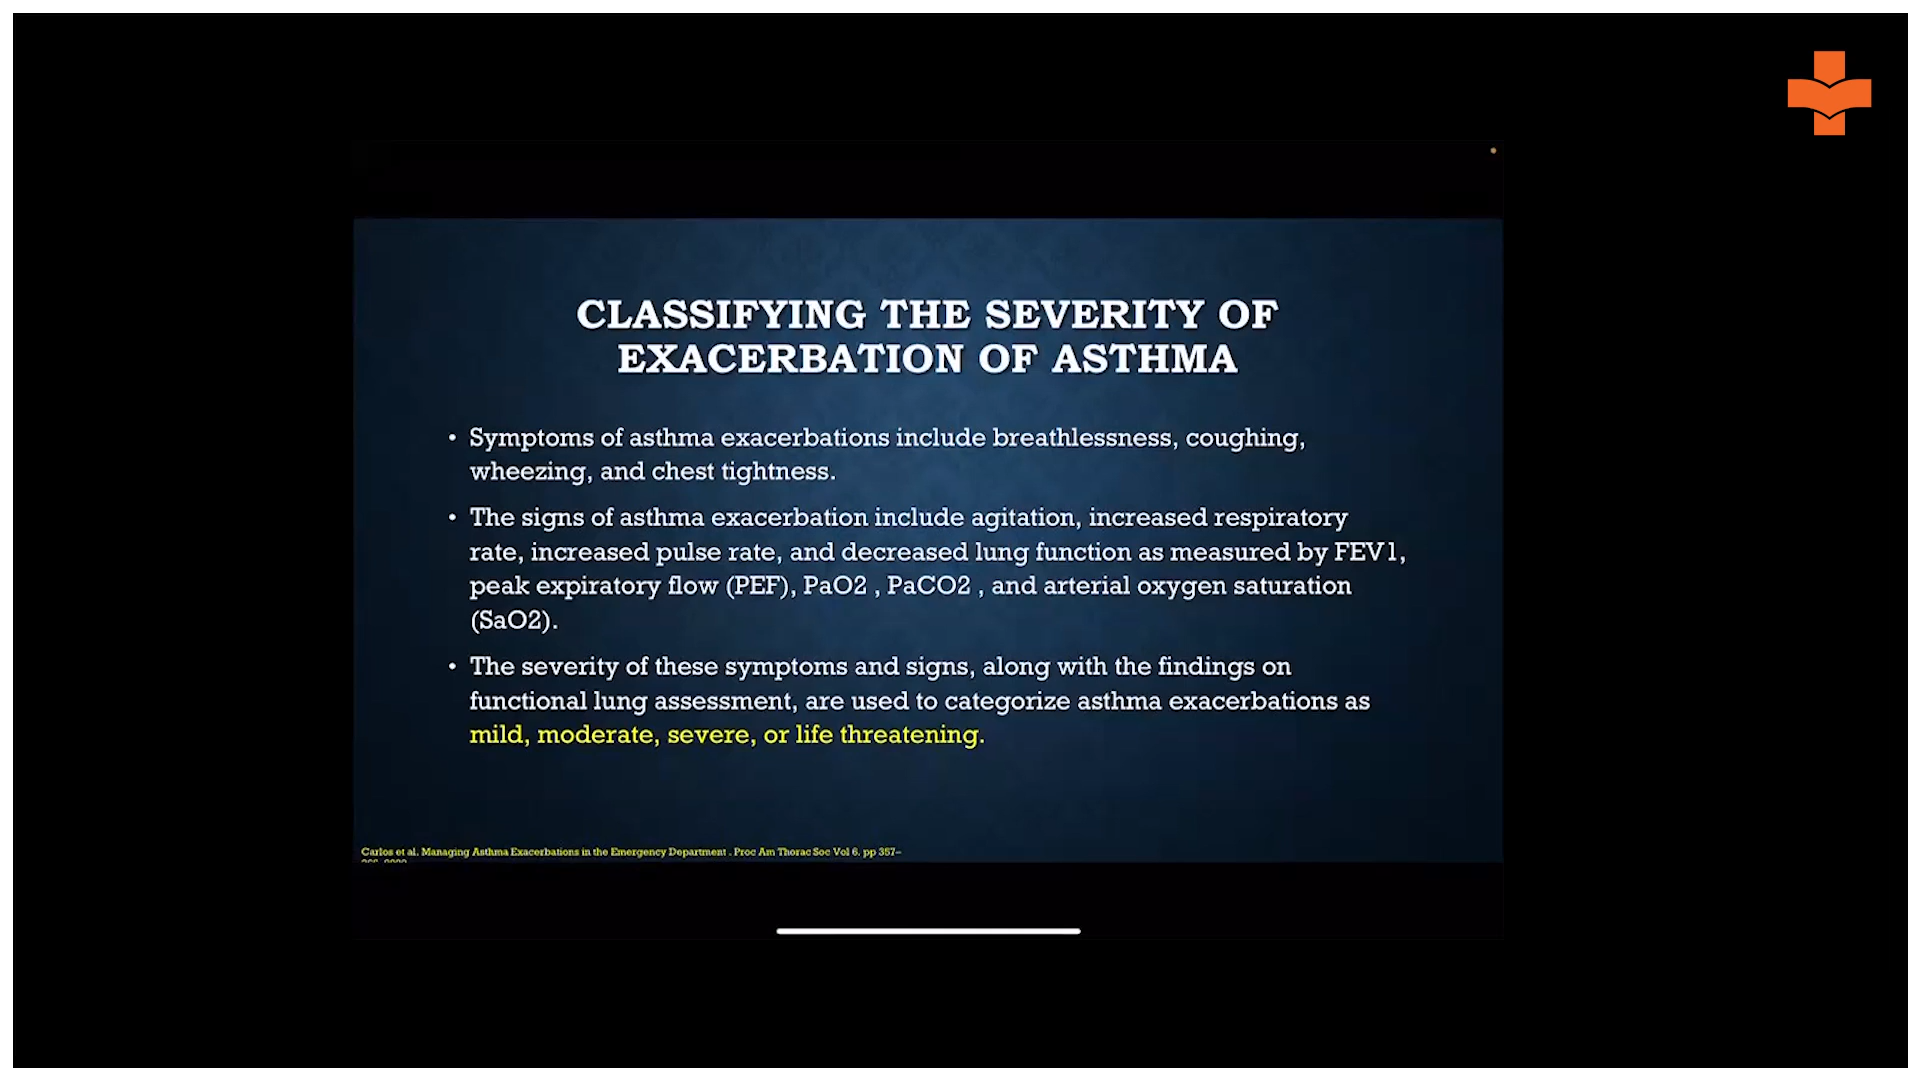 CLASSIFYING THE SEVERITY OF
EXACERBATION OF ASTHMA
• Symptoms of asthma exacerbations include breathlessness, coughing,
wheezing, and chest tightness.
• The signs of asthma exacerbation include agitation, increased respiratory
rate, increased pulse rate, and decreased lung function as measured by FEV1,
peak expiratory flow (PEF), PaO2 , PaCO2 , and arterial oxygen saturation
(SaO2).
• The severity of these symptoms and signs, along with the findings on
functional lung assessment, are used to categorize asthma exacerbations as
mild, moderate, severe, or life threatening.
Carlos et al. Managing Asthma Exacerbations in the Emergency Department . Proc Am Thorac Soc Vol 6. pp 357–